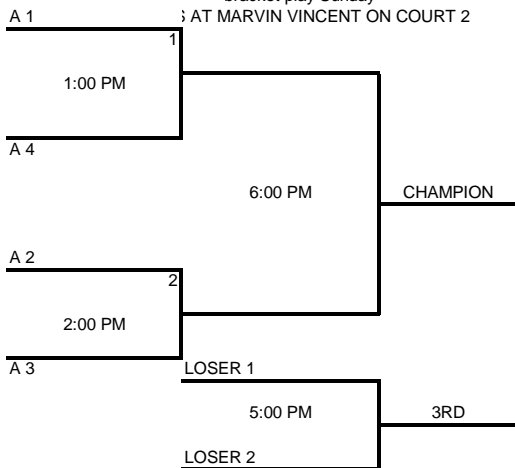 bracket play Sunday
AT MARVIN VINCENT ON COURT 2
A 1
1
1:00 PM
A 4
6:00 PM
CHAMPION
A 2
2
2:00 PM
A 3
LOSER 1
5:00 PM
3RD
LOSER 2